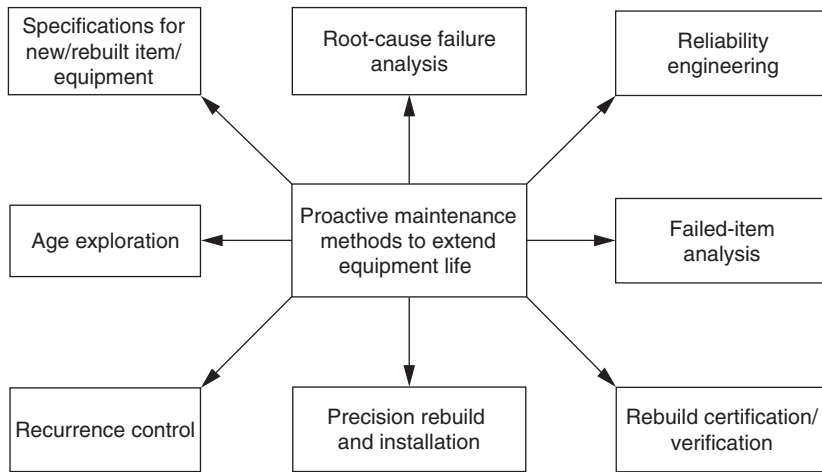 Specifications for
new/rebuilt item/
equipment
Root-cause failure
analysis
Reliability
engineering
Age exploration
Proactive maintenance
methods to extend
equipment life
Failed-item
analysis
Recurrence control
Precision rebuild
and installation
Rebuild certification/
verification